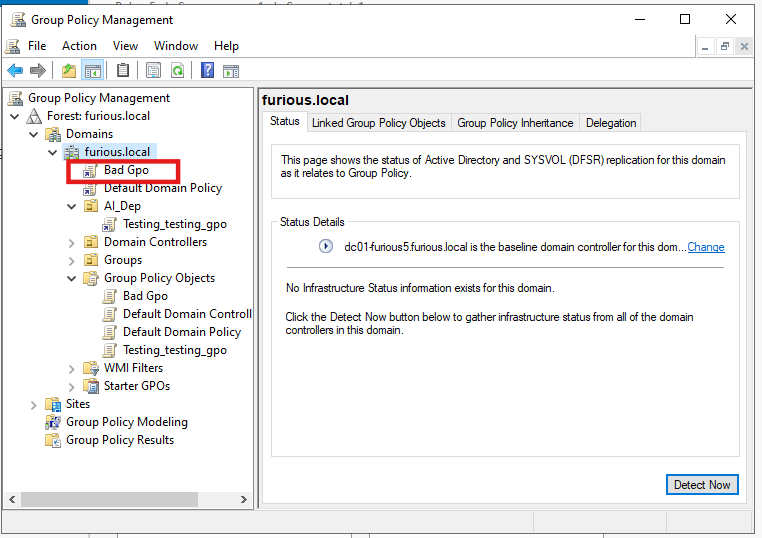 Group Policy Management
File Action View Window Help
Group Policy Management
Forest: furious.local
Domains
furious.local
Bad Gpo
Default Domain Policy
AI_Dep
Testing_testing_gpo
Domain Controllers
Groups
Group Policy Objects
Bad Gpo
Default Domain Controll
Default Domain Policy
Testing_testing_gpo
WMI Filters
Starter GPOs
Sites
Group Policy Modeling
Group Policy Results
furious.local
Status Linked Group Policy Objects Group Policy Inheritance Delegation
This page shows the status of Active Directory and SYSVOL (DFSR) replication for this domain
as it relates to Group Policy.
Status Details
dc01-furious5.furious.local is the baseline domain controller for this dom... Change
No Infrastructure Status information exists for this domain.
Click the Detect Now button below to gather infrastructure status from all of the domain
controllers in this domain.
Detect Now